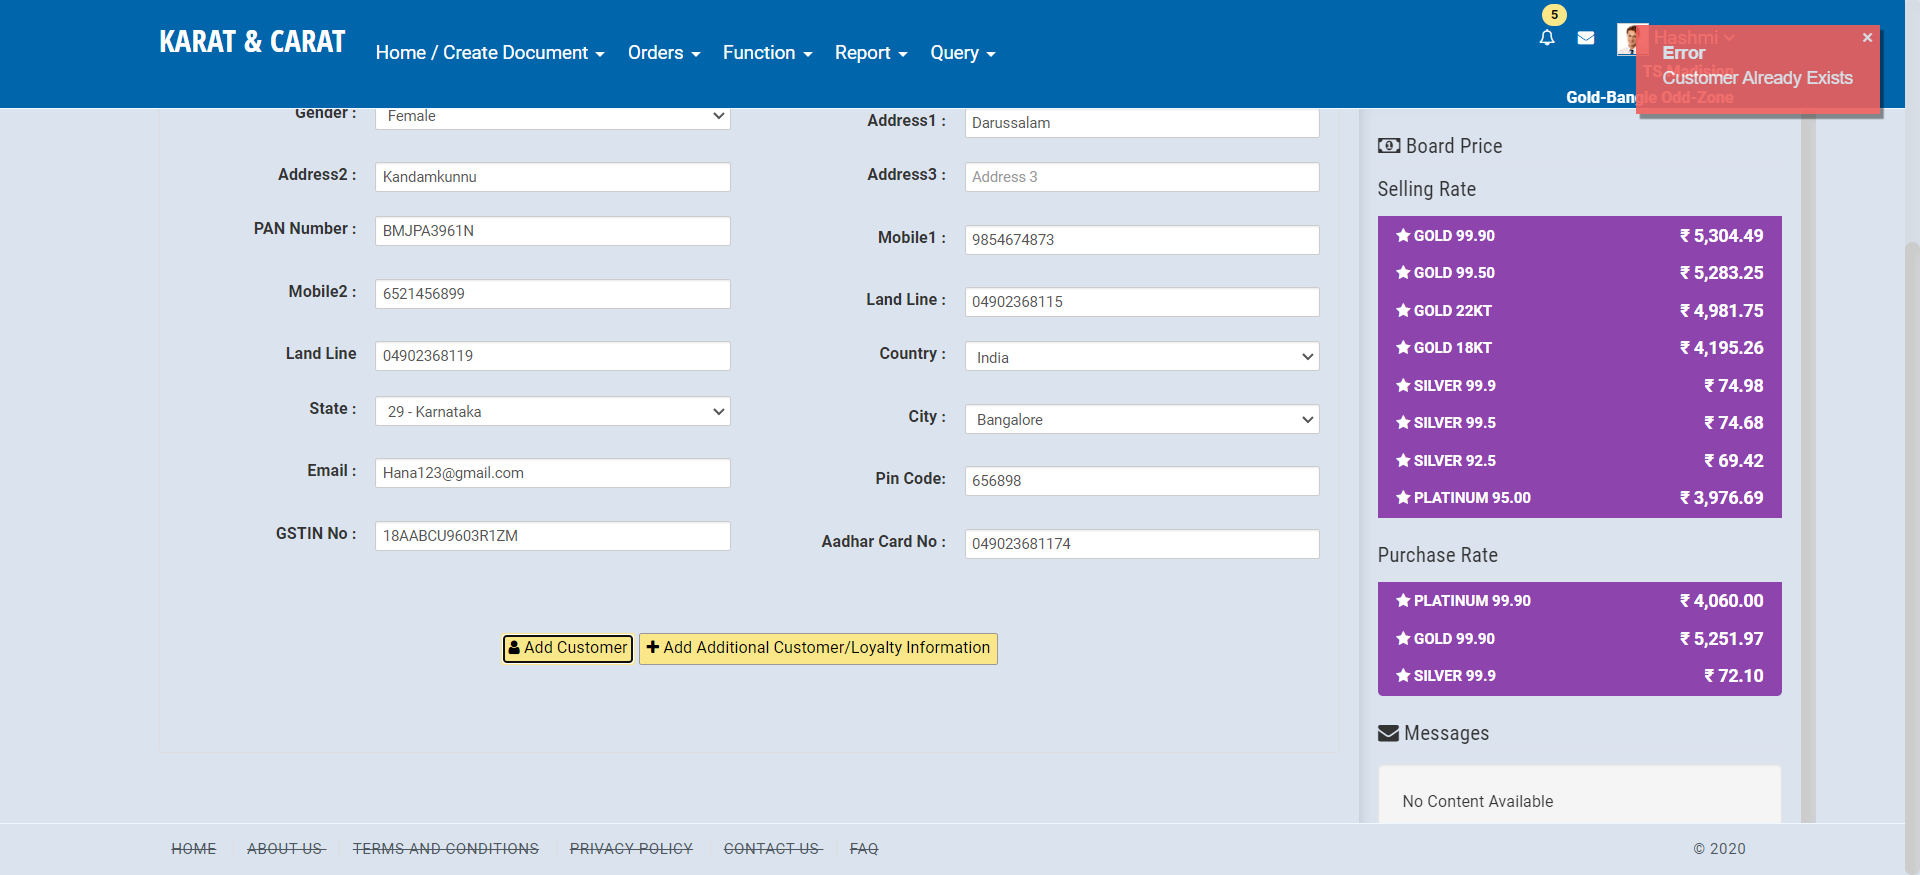 KARAT & CARAT
Home / Create Document
Orders
Function
Report
Query
5
Hashmi
TS Madision
Gold-Bangle Odd-Zone
×
Error
Customer Already Exists
Gender :
Female
Address1 :
Darussalam
Address2 :
Kandamkunnu
Address3 :
Address 3
PAN Number :
BMJPA3961N
Mobile1 :
9854674873
Mobile2 :
6521456899
Land Line :
04902368115
Land Line
04902368119
Country :
India
State :
29 - Karnataka
City :
Bangalore
Email :
Hana123@gmail.com
Pin Code:
656898
GSTIN No :
18AABCU9603R1ZM
Aadhar Card No :
049023681174
Add Customer
Add Additional Customer/Loyalty Information
Board Price
Selling Rate
GOLD 99.90 ₹ 5,304.49
GOLD 99.50 ₹ 5,283.25
GOLD 22KT ₹ 4,981.75
GOLD 18KT ₹ 4,195.26
SILVER 99.9 ₹ 74.98
SILVER 99.5 ₹ 74.68
SILVER 92.5 ₹ 69.42
PLATINUM 95.00 ₹ 3,976.69
Purchase Rate
PLATINUM 99.90 ₹ 4,060.00
GOLD 99.90 ₹ 5,251.97
SILVER 99.9 ₹ 72.10
Messages
No Content Available
HOME
ABOUT US
TERMS AND CONDITIONS
PRIVACY POLICY
CONTACT US
FAQ
© 2020